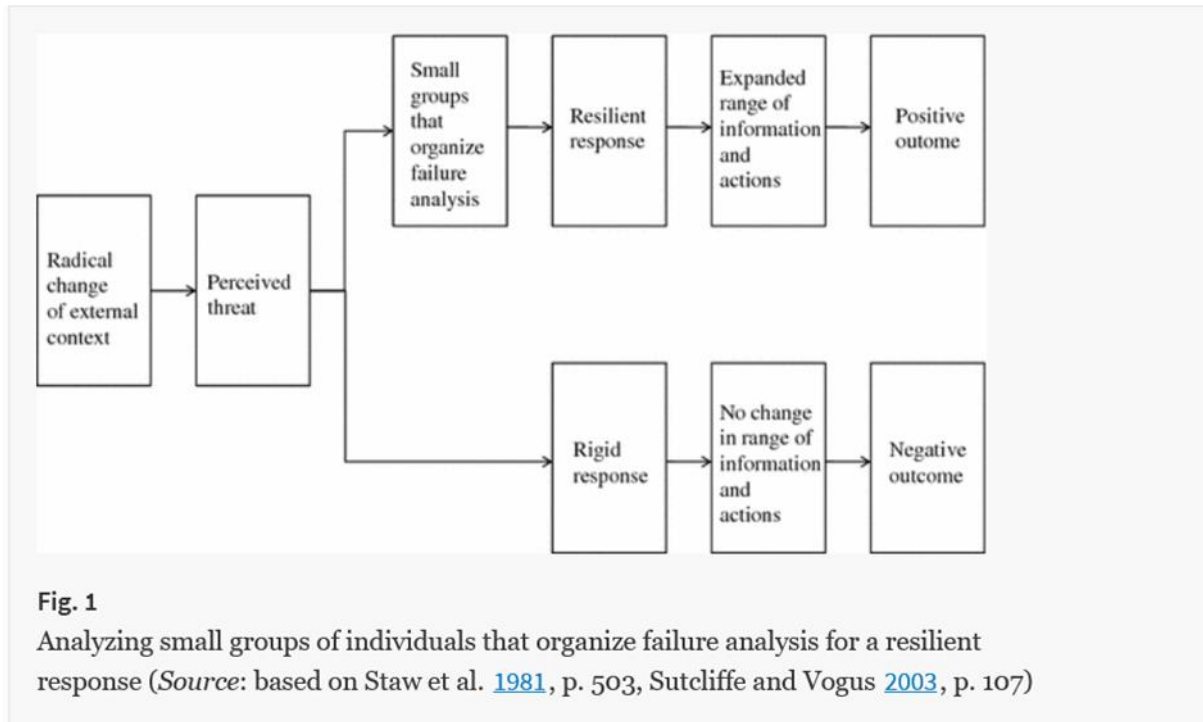 Small
groups
that
organize
failure
analysis
Resilient
response
Expanded
range of
information
and
actions
Positive
outome
Radical
change
of external
context
Perceived
threat
Rigid
response
No change
in range of
information
and
actions
Negative
outcome
Fig. 1
Analyzing small groups of individuals that organize failure analysis for a resilient
response (Source: based on Staw et al. 1981, p. 503, Sutcliffe and Vogus 2003, p. 107)